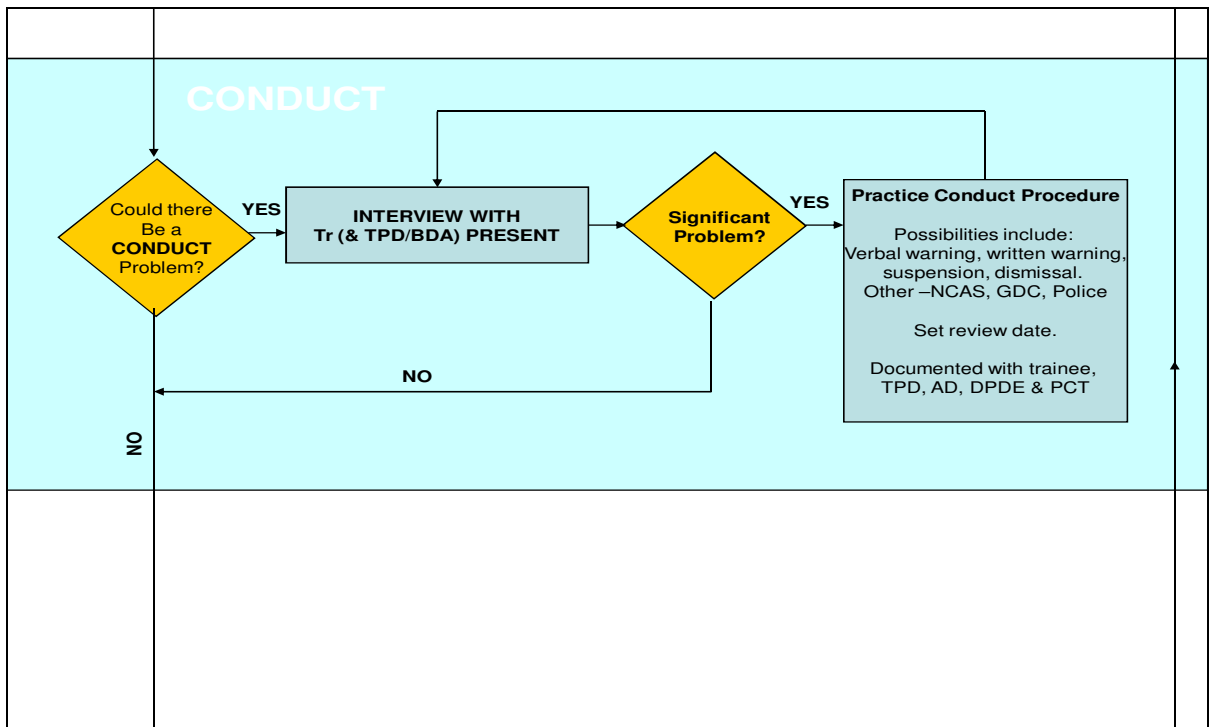 CONDUCT
Could there
Be a
CONDUCT
Problem?
YES
INTERVIEW WITH
Tr (& TPD/BDA) PRESENT
Significant
Problem?
YES
Practice Conduct Procedure
Possibilities include:
Verbal warning, written warning,
suspension, dismissal.
Other –NCAS, GDC, Police
Set review date.
Documented with trainee,
TPD, AD, DPDE & PCT
NO
NO